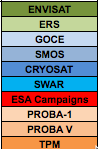 ENVISAT
ERS
GOCE
SMOS
CRYOSAT
SWAR
ESA Campaigns
PROBA-1
PROBA V
TPM